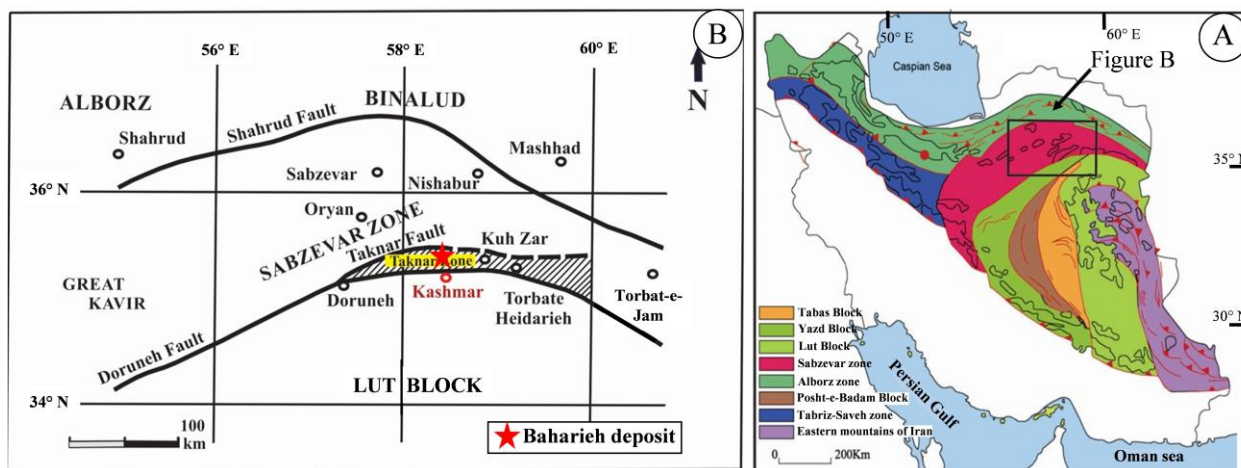 56° E
58° E
60° E
B
N
ALBORZ
BINALUD
Shahrud Fault
Shahrud
Mashhad
Sabzevar
Nishabur
36° N
Oryan
SABZEVAR ZONE
Taknar Fault
Kuh Zar
Taknar Zone
GREAT
KAVIR
Doruneh
Kashmar
Torbate
Heidarieh
Torbat-e-
Jam
Doruneh Fault
LUT BLOCK
34° N
100
km
Baharieh deposit
50° E
60° E
A
Figure B
Caspian Sea
35° N
30° N
Tabas Block
Yazd Block
Lut Block
Sabzevar zone
Alborz zone
Posht-e-Badam Block
Tabriz-Saveh zone
Eastern mountains of Iran
Persian Gulf
Oman sea
0 200Km